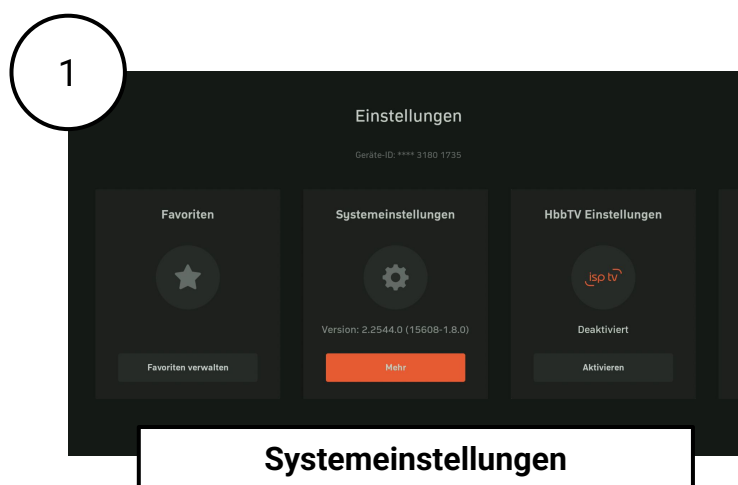 1
Einstellungen
Geräte-ID: **** 3180 1735
Favoriten
Favoriten verwalten
Systemeinstellungen
Version: 2.2544.0 (15608-1.8.0)
Mehr
HbbTV Einstellungen
isp tv
Deaktiviert
Aktivieren
Systemeinstellungen